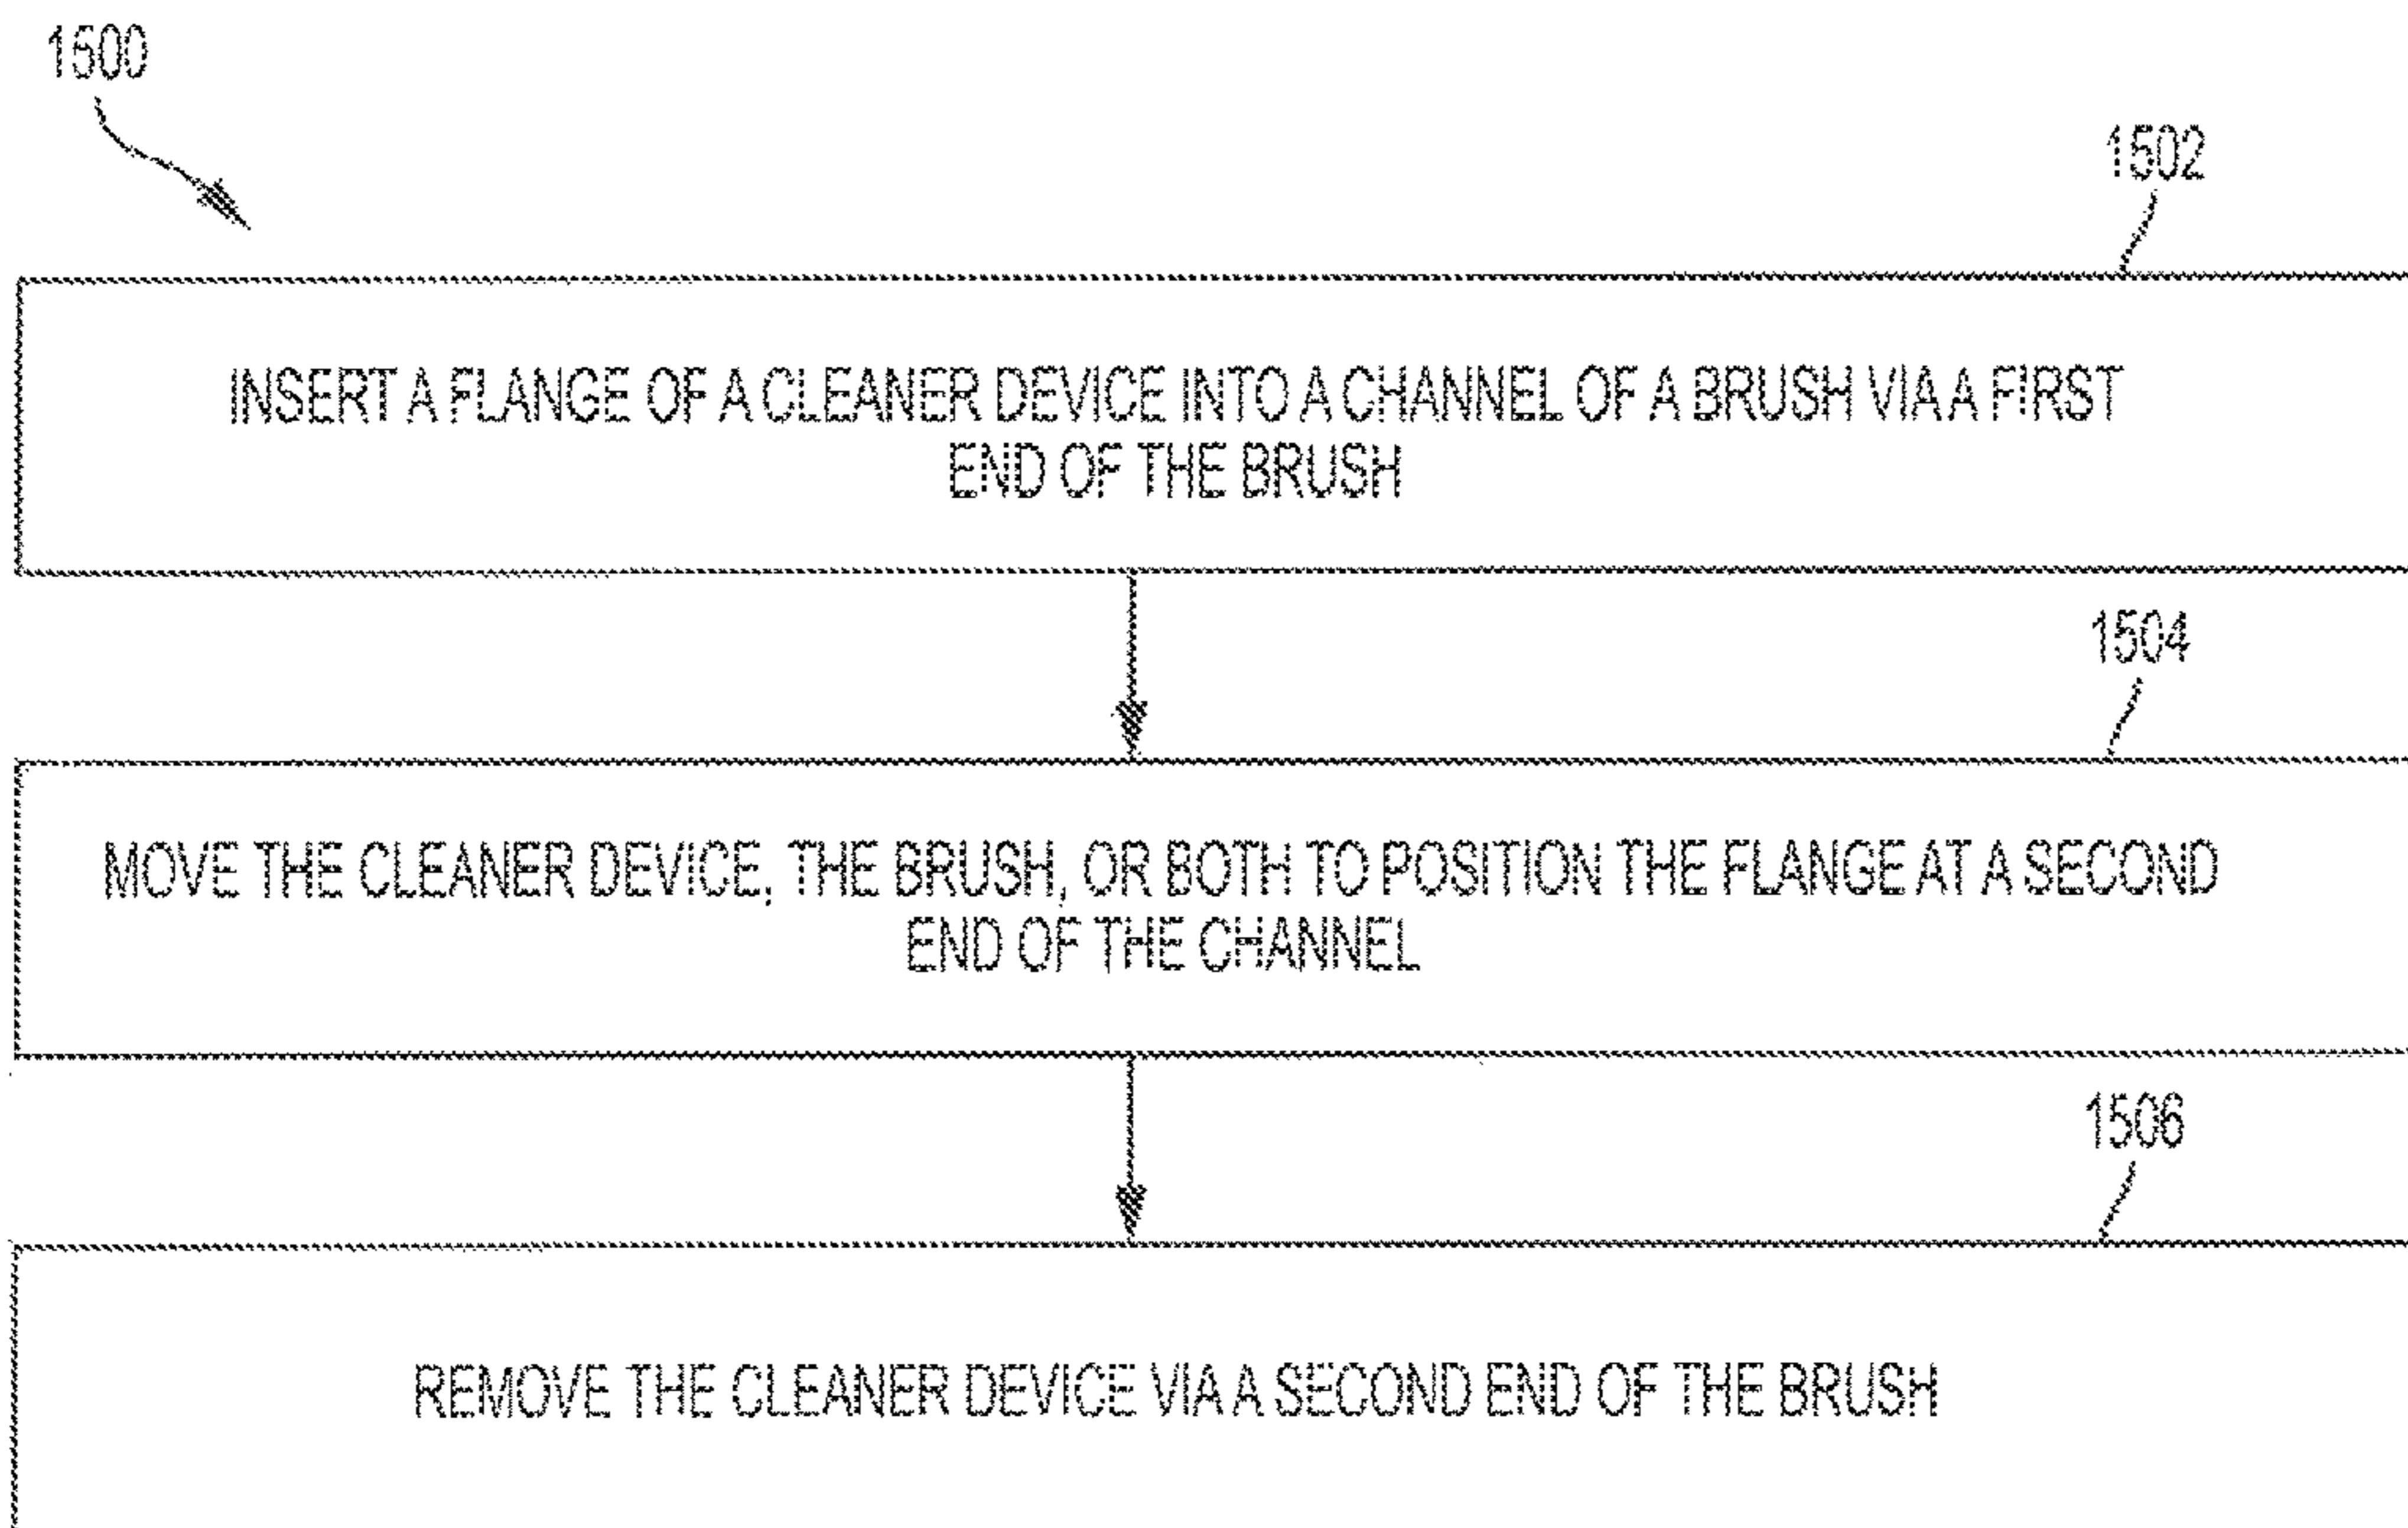 1500
1502
INSERT A FLANGE OF A CLEANER DEVICE INTO A CHANNEL OF A BRUSH VIA A FIRST
END OF THE BRUSH
1504
MOVE THE CLEANER DEVICE, THE BRUSH, OR BOTH TO POSITION THE FLANGE AT A SECOND
END OF THE CHANNEL
1506
REMOVE THE CLEANER DEVICE VIA A SECOND END OF THE BRUSH